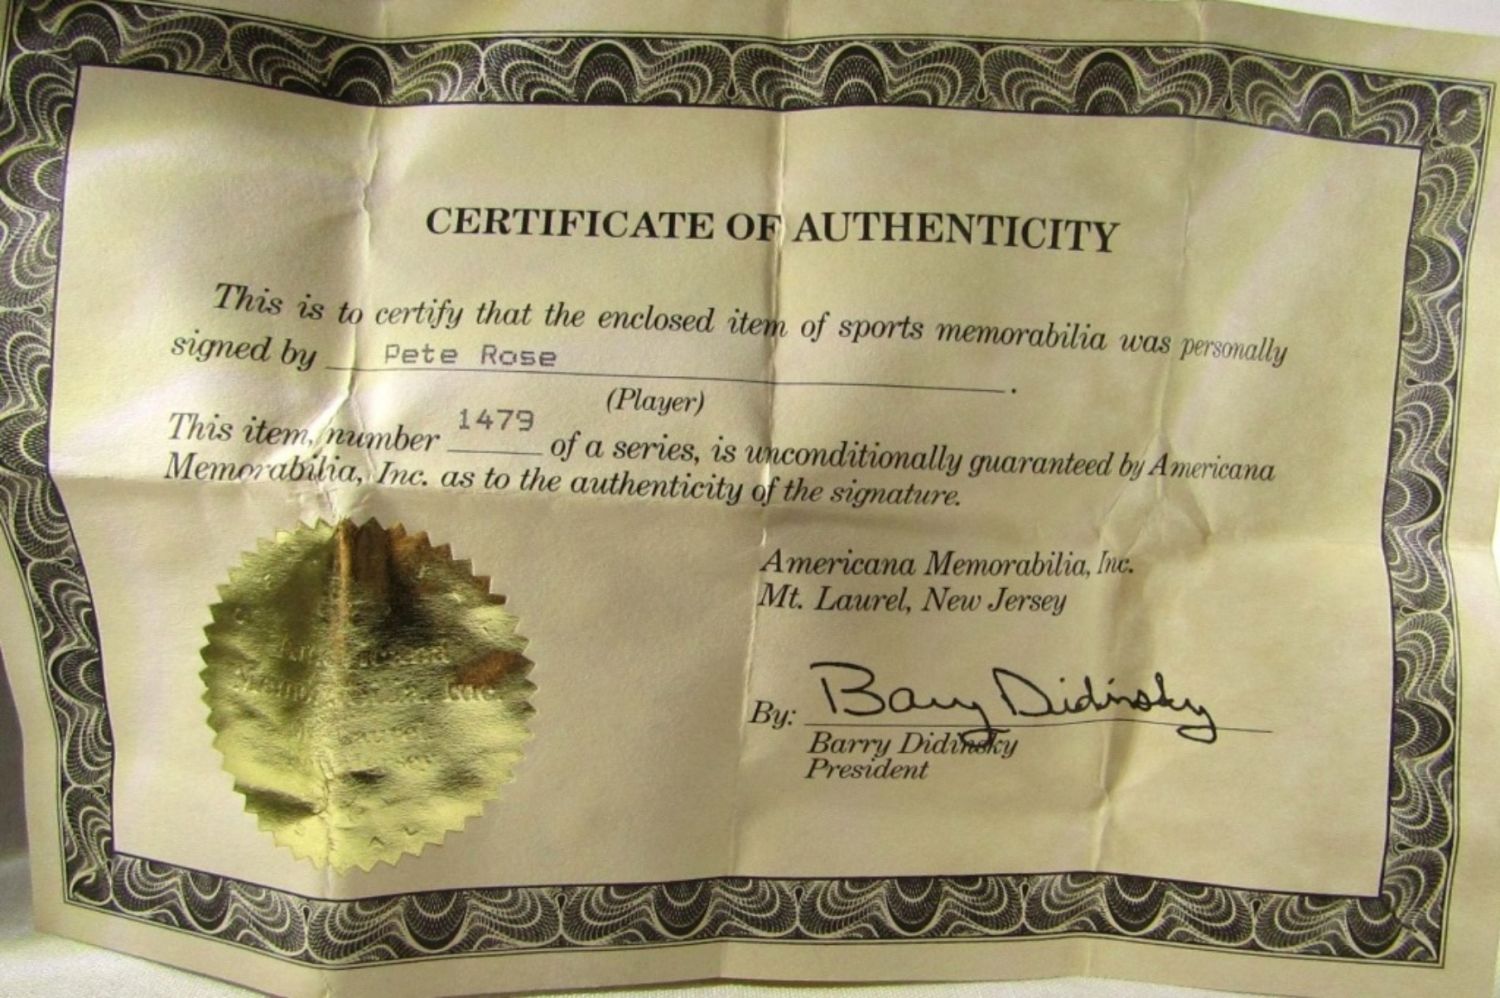 CERTIFICATE OF AUTHENTICITY
This is to certify that the enclosed item of sports memorabilia was personally
signed by Pete Rose .
(Player)
This item, number 1479 of a series, is unconditionally guaranteed by Americana
Memorabilia, Inc. as to the authenticity of the signature.
Americana Memorabilia, Inc.
Mt. Laurel, New Jersey
By: Barry Didinsky
Barry Didinsky
President
Americana